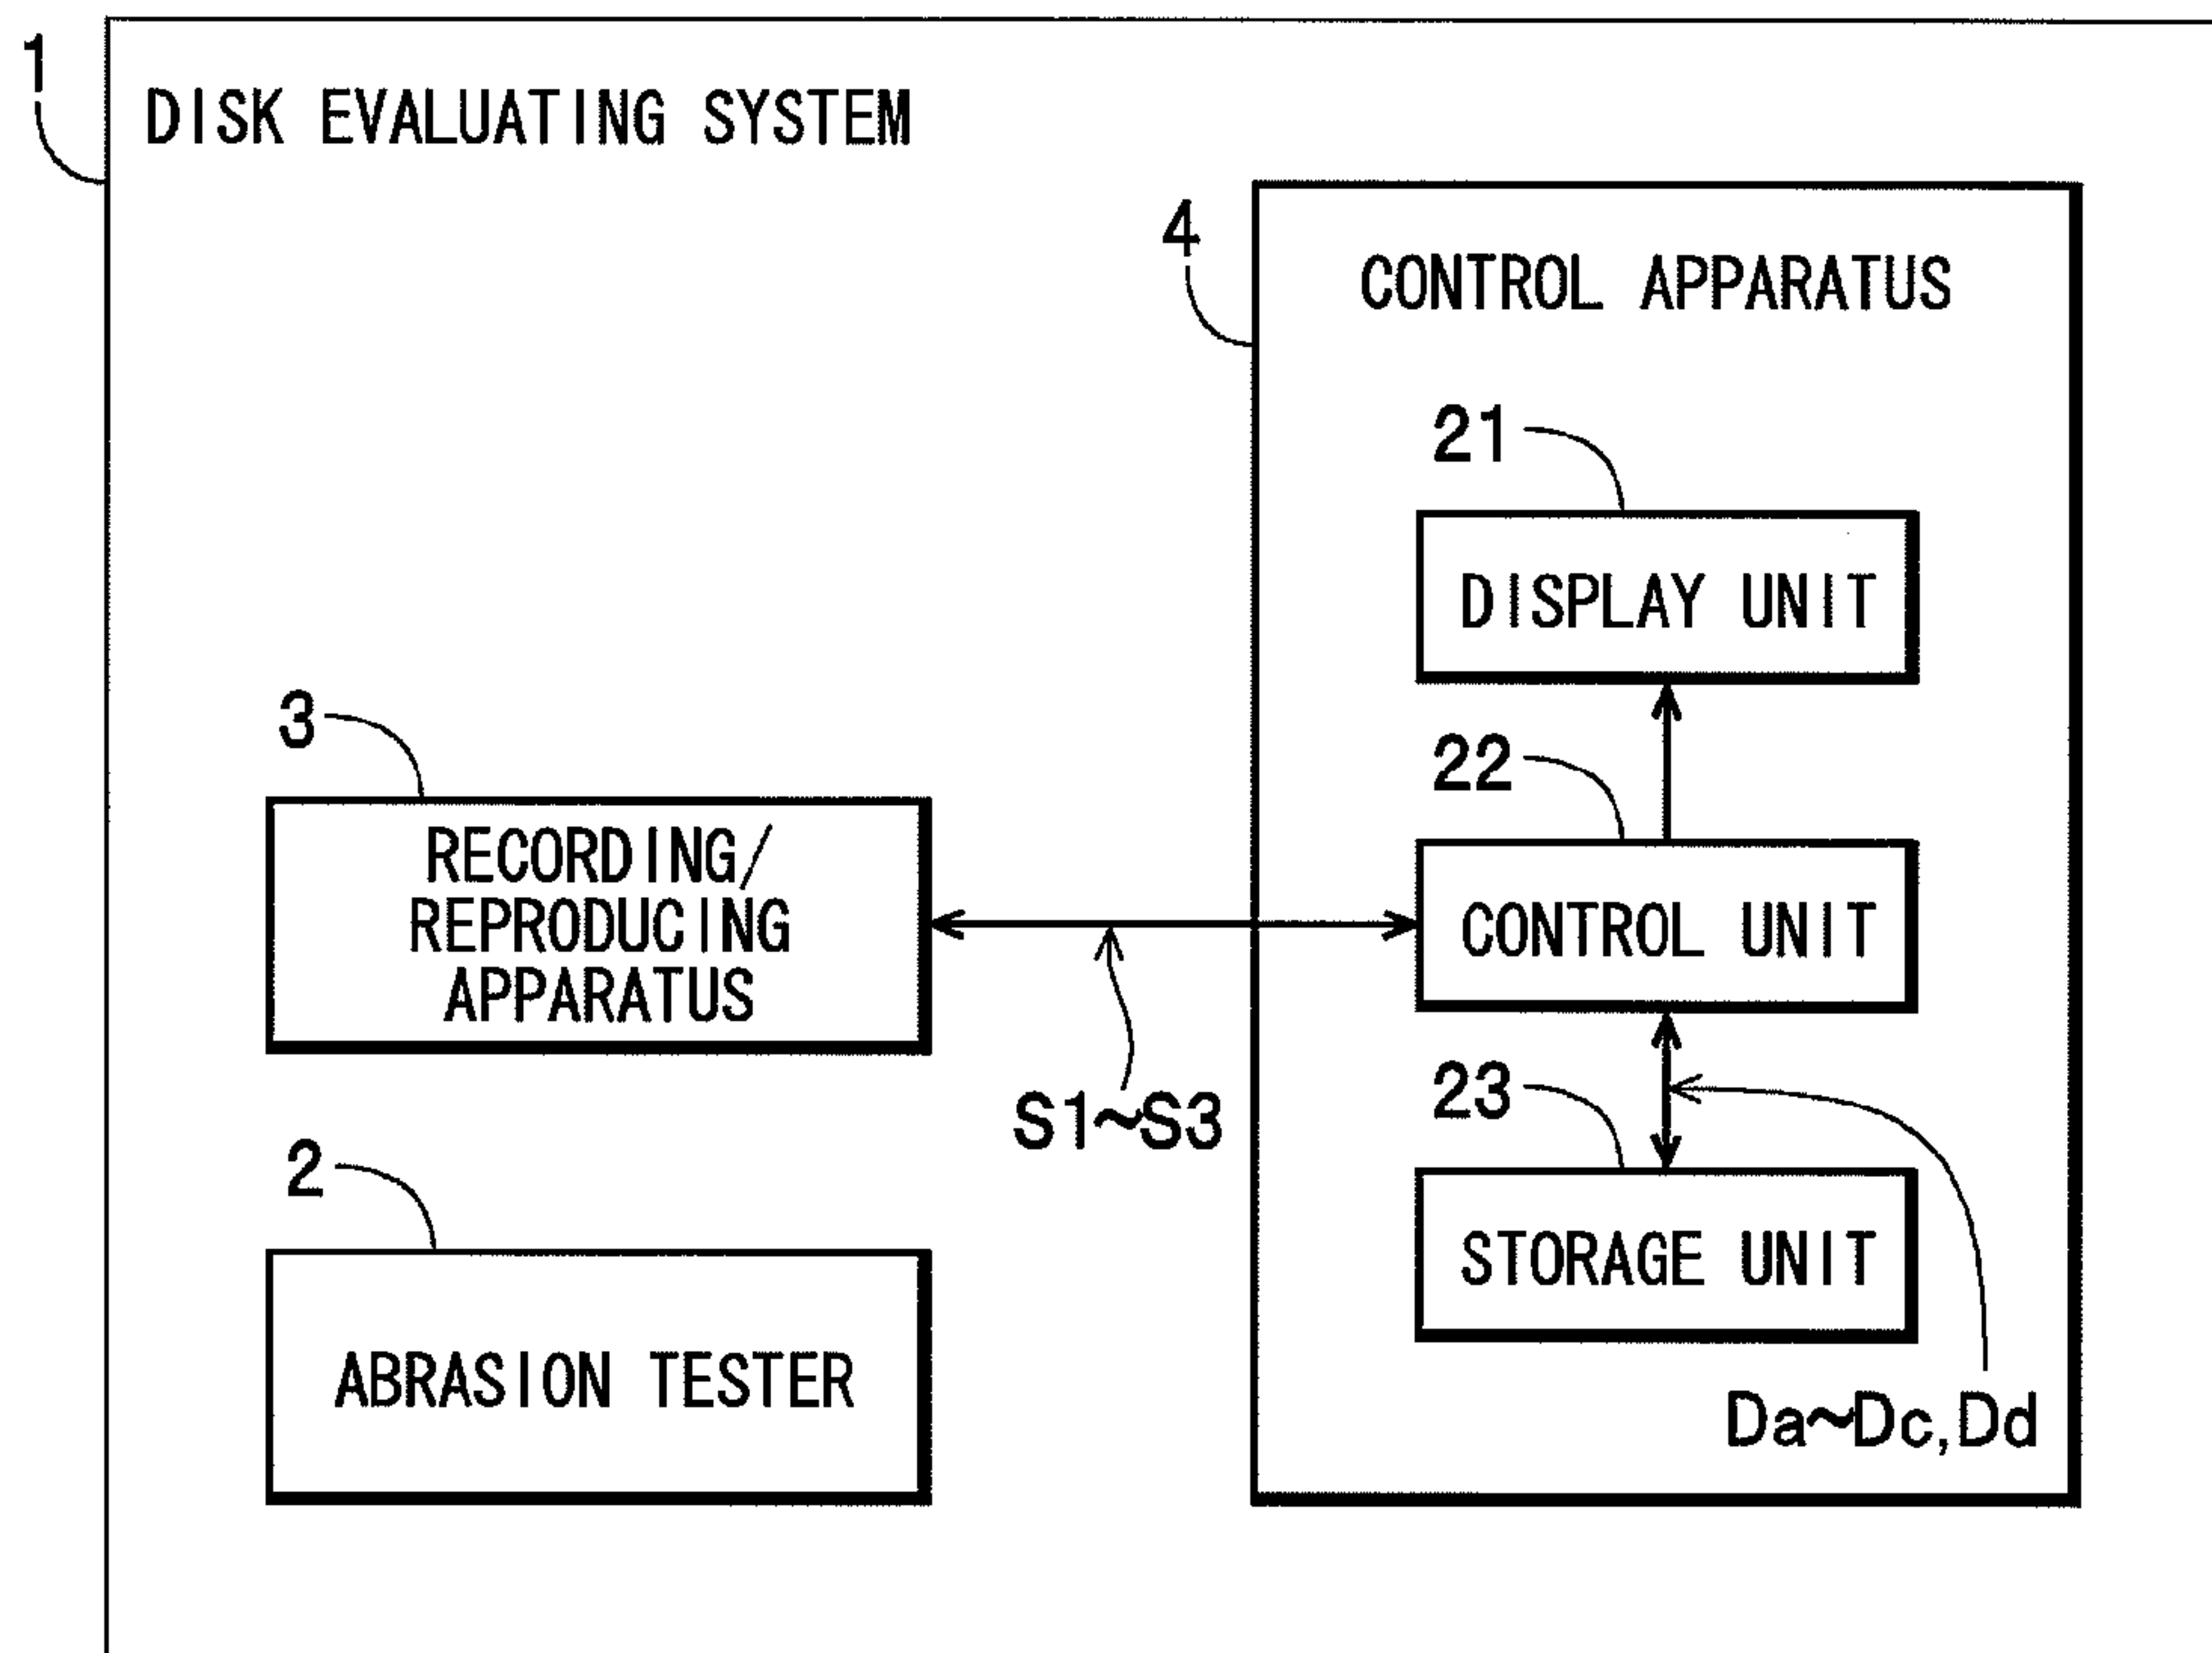 1
DISK EVALUATING SYSTEM
4
CONTROL APPARATUS
21
DISPLAY UNIT
3
22
RECORDING/
REPRODUCING
APPARATUS
CONTROL UNIT
S1~S3
23
2
STORAGE UNIT
ABRASION TESTER
Da~Dc,Dd